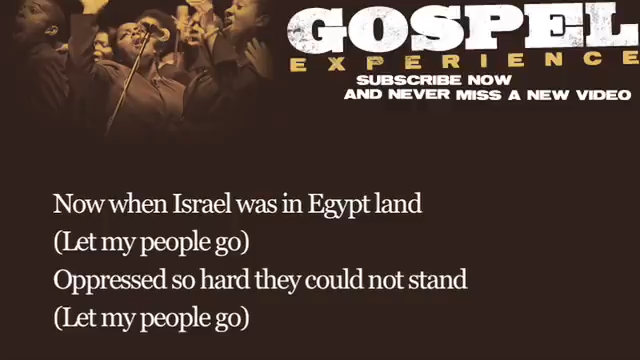 GOSPEL
EXPERIENCE
SUBSCRIBE NOW
AND NEVER MISS A NEW VIDEO
Now when Israel was in Egypt land
(Let my people go)
Oppressed so hard they could not stand
(Let my people go)